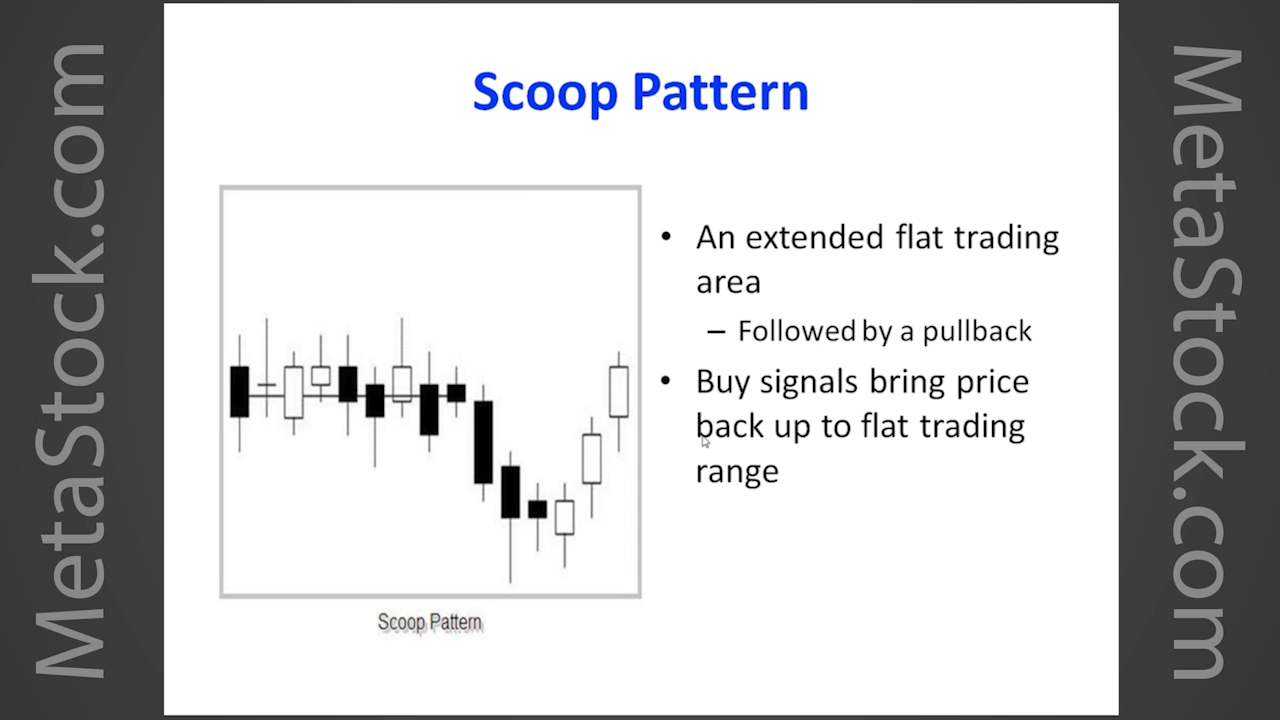 MetaStock.com
Scoop Pattern
• An extended flat trading
area
– Followed by a pullback
• Buy signals bring price
back up to flat trading
range
Scoop Pattern
MetaStock.com